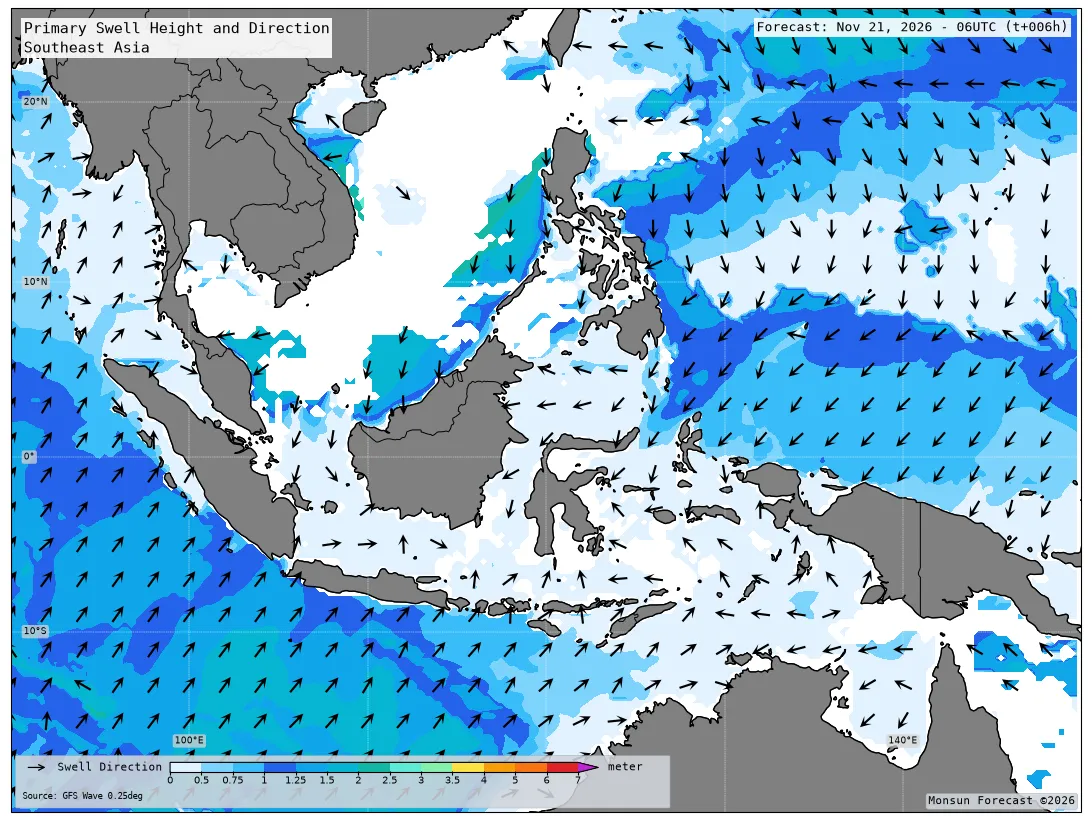 Primary Swell Height and Direction
Southeast Asia
Forecast: Nov 21, 2026 - 06UTC (t+006h)
20°N
10°N
0°
10°S
100°E
140°E
Swell Direction
meter
0 0.5 0.75 1 1.25 1.5 2 2.5 3 3.5 4 5 6 7
Source: GFS Wave 0.25deg
Monsun Forecast ©2026